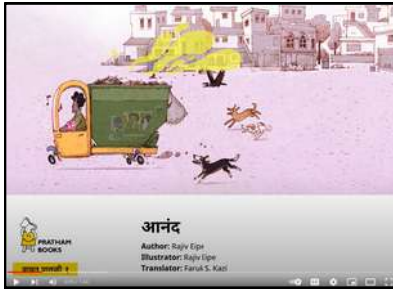 आनंद
PRATHAM
BOOKS
Author: Rajiv Eipe
Illustrator: Rajiv Eipe
Translator: Faruk S. Kazi